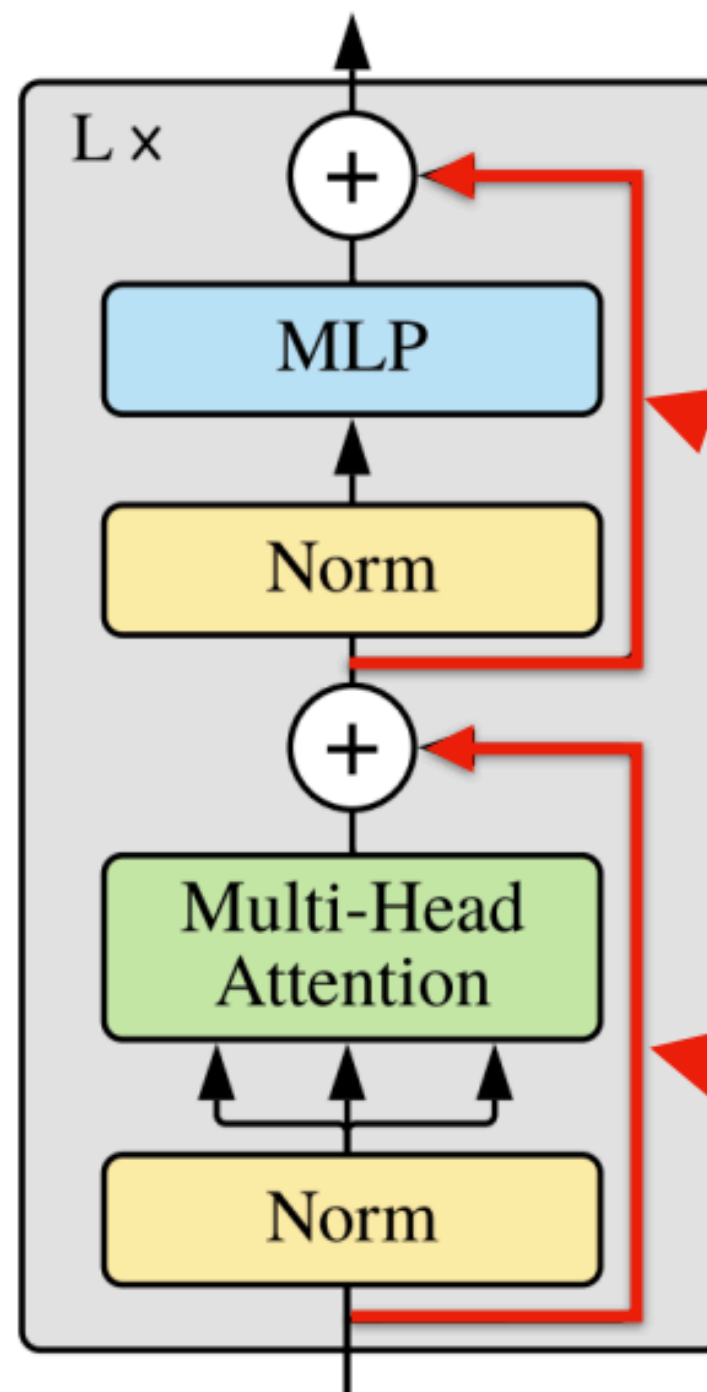 L ×
+
MLP
Norm
+
Multi-Head
Attention
Norm